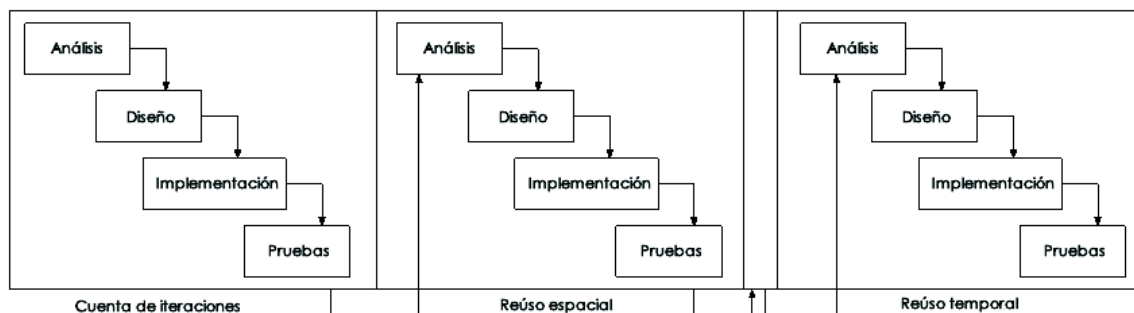 Análisis
Diseño
Implementación
Pruebas
Cuenta de iteraciones
Análisis
Diseño
Implementación
Pruebas
Reúso espacial
Análisis
Diseño
Implementación
Pruebas
Reúso temporal